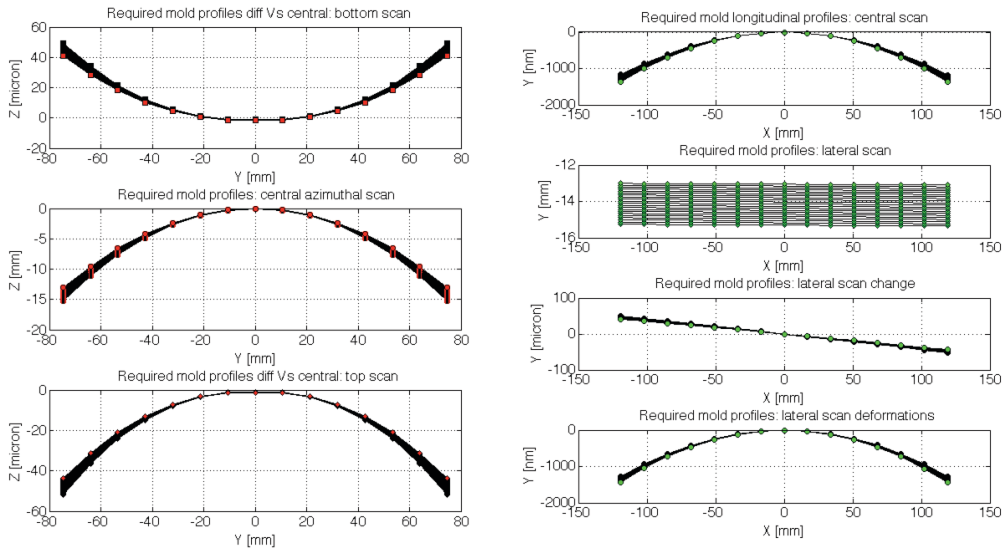 Required mold profiles diff Vs central: bottom scan
60
40
20
0
-20
-80 -60 -40 -20 0 20 40 60 80
Z [micron]
Y [mm]
Required mold profiles: central azimuthal scan
0
-5
-10
-15
-20
-80 -60 -40 -20 0 20 40 60 80
Z [mm]
Y [mm]
Required mold profiles diff Vs central: top scan
0
-20
-40
-60
-80 -60 -40 -20 0 20 40 60 80
Z [micron]
Y [mm]
Required mold longitudinal profiles: central scan
0
-1000
-2000
-150 -100 -50 0 50 100 150
Y [nm]
X [mm]
Required mold profiles: lateral scan
-12
-14
-16
-150 -100 -50 0 50 100 150
Y [mm]
X [mm]
Required mold profiles: lateral scan change
100
0
-100
-150 -100 -50 0 50 100 150
Y [micron]
X [mm]
Required mold profiles: lateral scan deformations
0
-1000
-2000
-150 -100 -50 0 50 100 150
Y [nm]
X [mm]